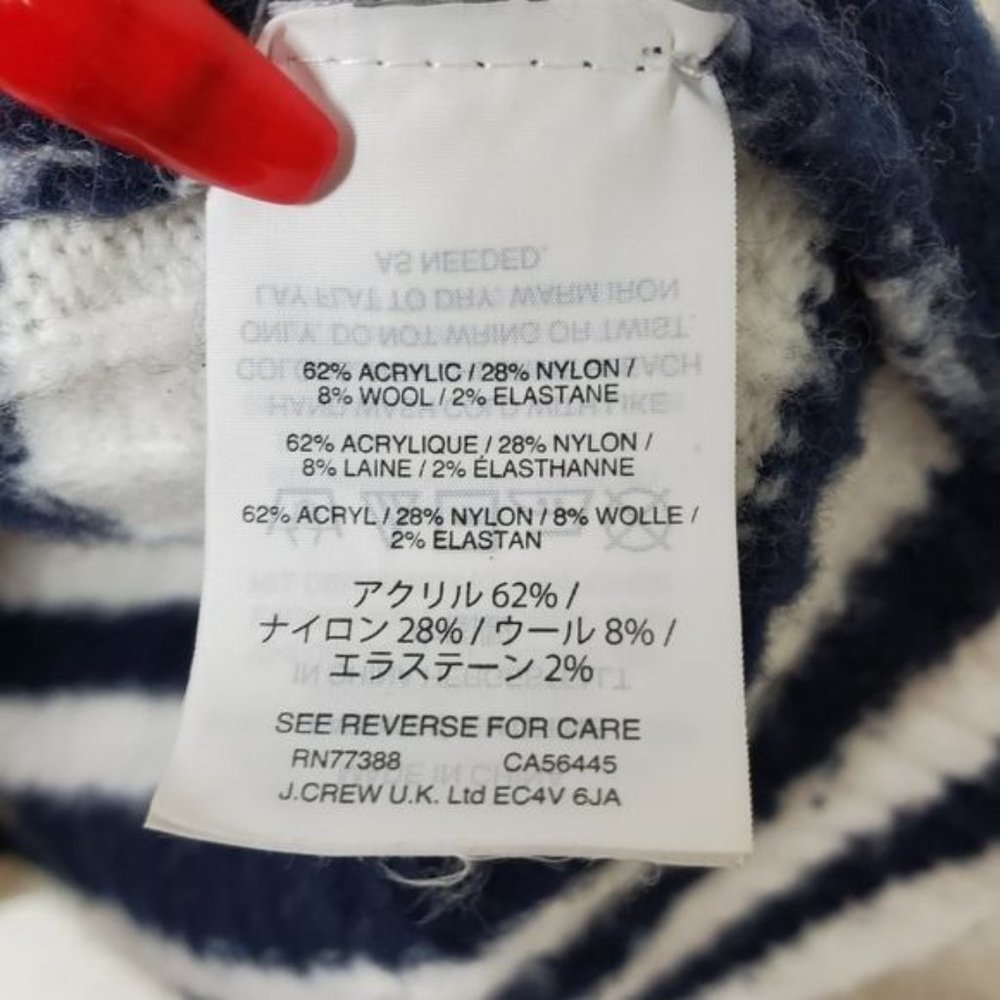 62% ACRYLIC / 28% NYLON /
8% WOOL / 2% ELASTANE
62% ACRYLIQUE / 28% NYLON /
8% LAINE / 2% ÉLASTHANNE
62% ACRYL / 28% NYLON / 8% WOLLE /
2% ELASTAN
アクリル 62% /
ナイロン 28% / ウール 8% /
エラステーン 2%
SEE REVERSE FOR CARE
RN77388 CA56445
J.CREW U.K. Ltd EC4V 6JA